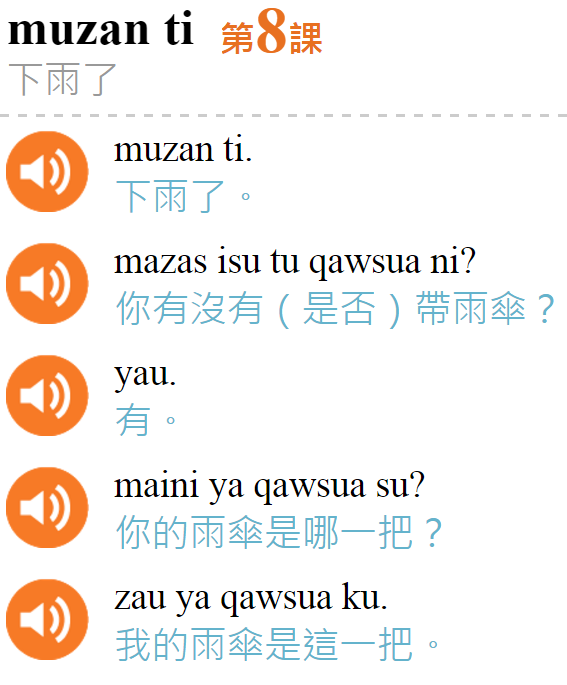 muzan ti 第8課
下雨了
muzan ti.
下雨了。
mazas isu tu qawsua ni?
你有沒有（是否）帶雨傘？
yau.
有。
maini ya qawsua su?
你的雨傘是哪一把？
zau ya qawsua ku.
我的雨傘是這一把。